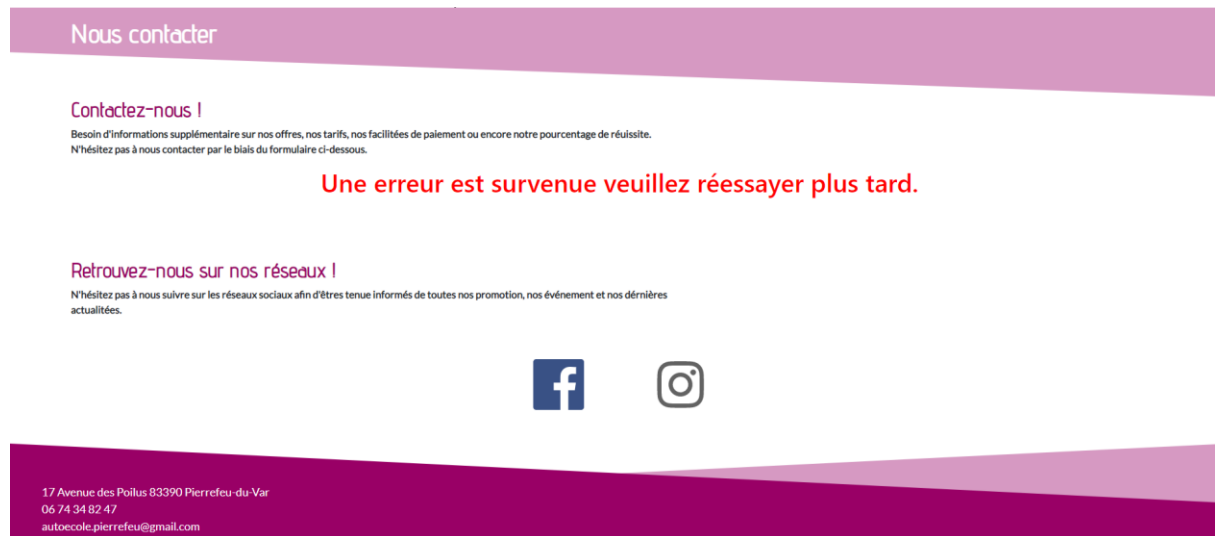 Nous contacter
Contactez-nous !
Besoin d'informations supplémentaire sur nos offres, nos tarifs, nos facilitées de paiement ou encore notre pourcentage de réuissite.
N'hésitez pas à nous contacter par le biais du formulaire ci-dessous.
Une erreur est survenue veuillez réessayer plus tard.
Retrouvez-nous sur nos réseaux !
N'hésitez pas à nous suivre sur les réseaux sociaux afin d'êtres tenue informés de toutes nos promotion, nos événement et nos dérnières
actualitées.
17 Avenue des Poilus 83390 Pierrefeu-du-Var
06 74 34 82 47
autoecole.pierrefeu@gmail.com